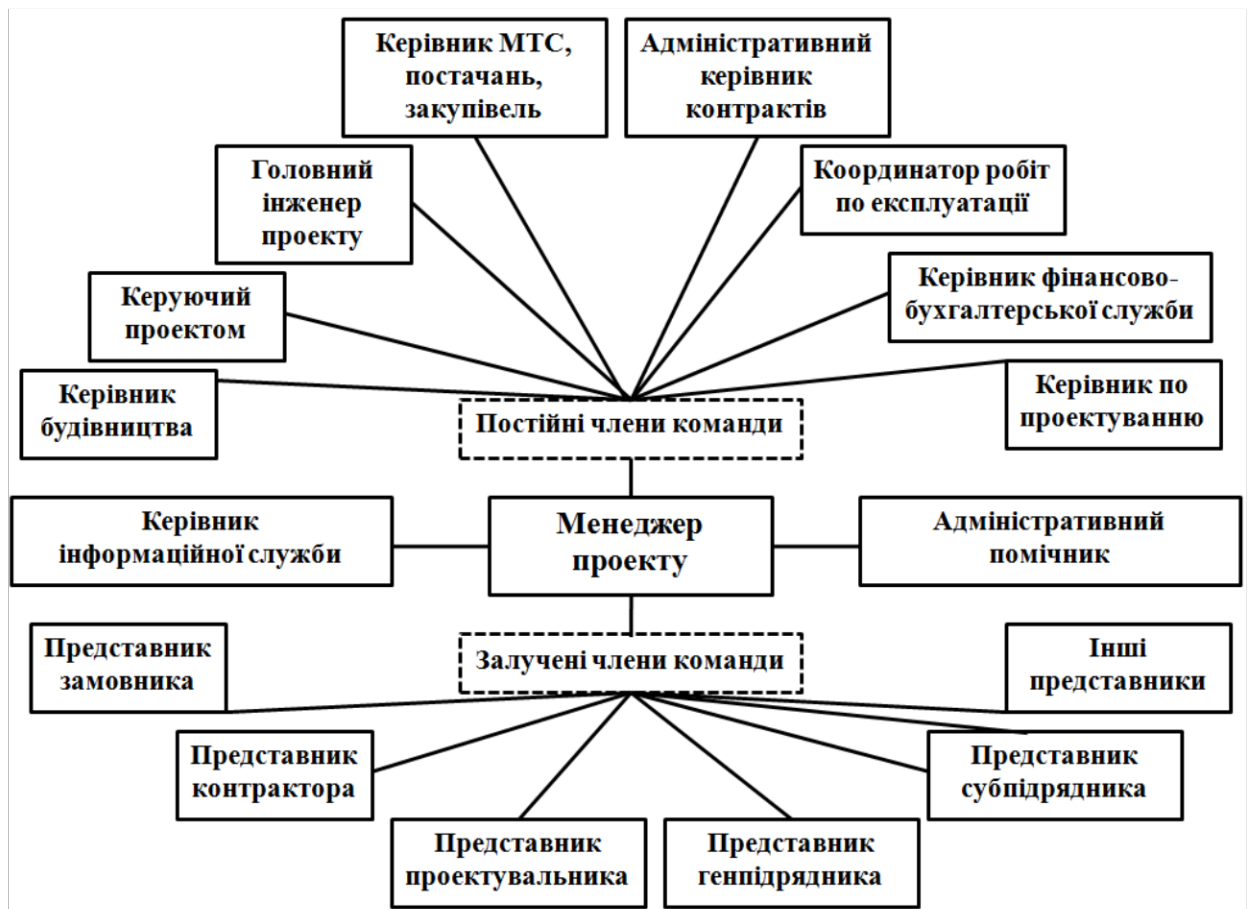 Керівник МТС,
постачань,
закупівель
Адміністративний
керівник
контрактів
Головний
інженер
проекту
Координатор робіт
по експлуатації
Керуючий
проектом
Керівник фінансово-
бухгалтерської служби
Керівник
будівництва
Постійні члени команди
Керівник по
проектуванню
Керівник
інформаційної служби
Менеджер
проекту
Адміністративний
помічник
Представник
замовника
Залучені члени команди
Інші
представники
Представник
контрактора
Представник
субпідрядника
Представник
проектувальника
Представник
генпідрядника